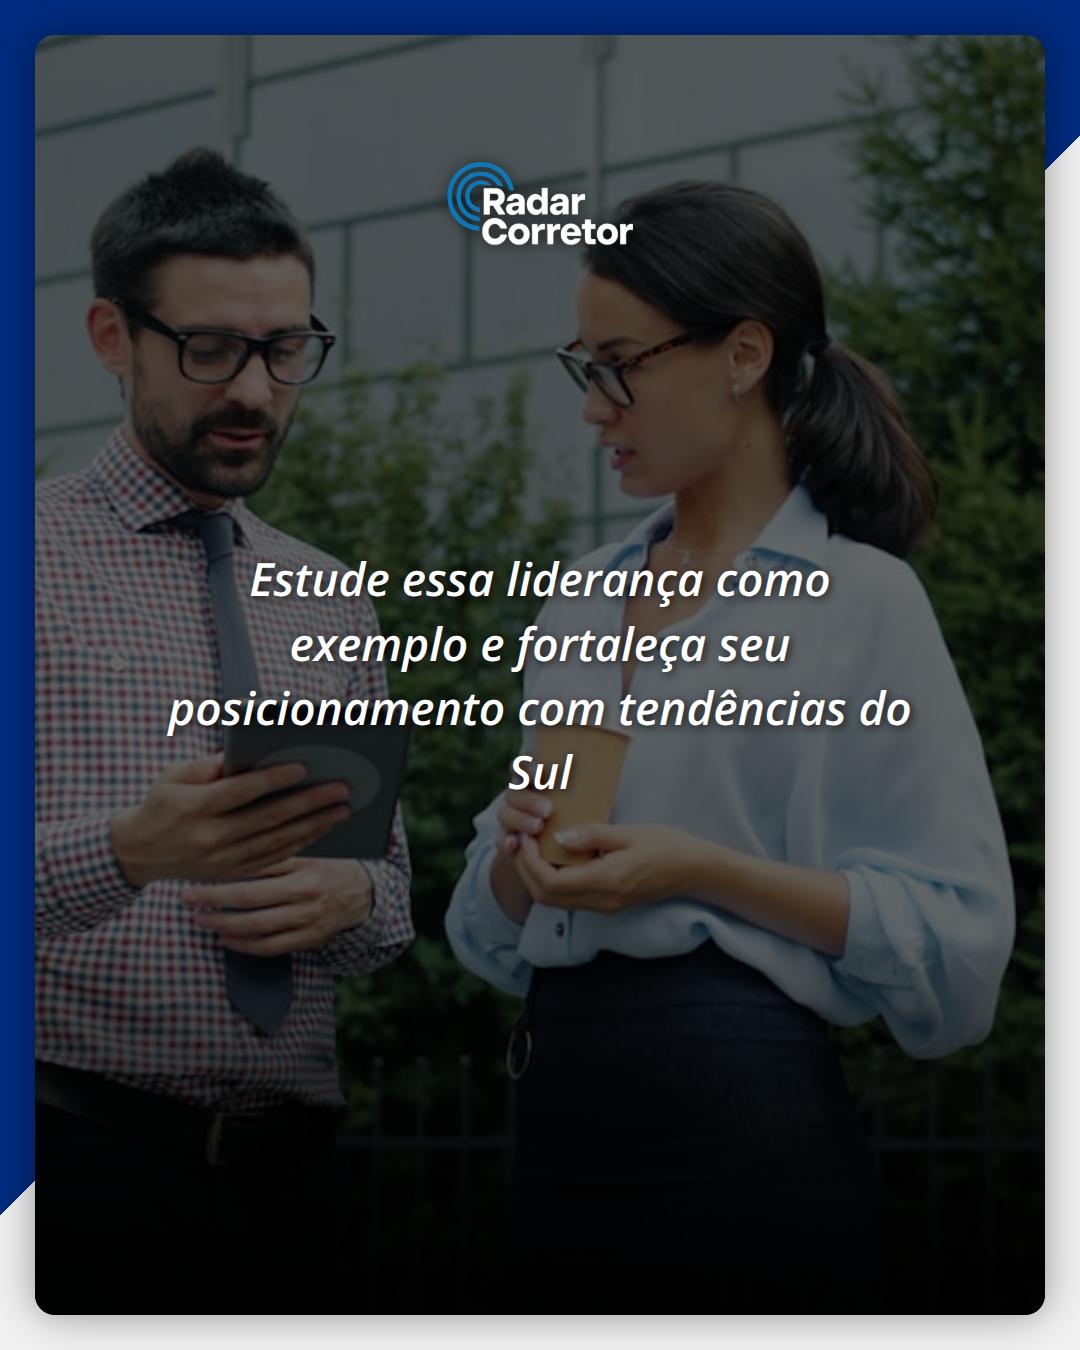 Radar
Corretor
Estude essa liderança como
exemplo e fortaleça seu
posicionamento com tendências do
Sul